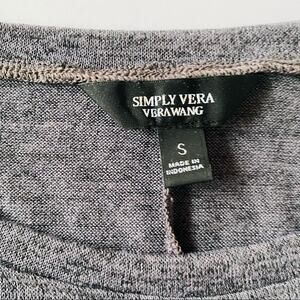 SIMPLY VERA
VERAWANG
S
MADE IN
INDONESIA